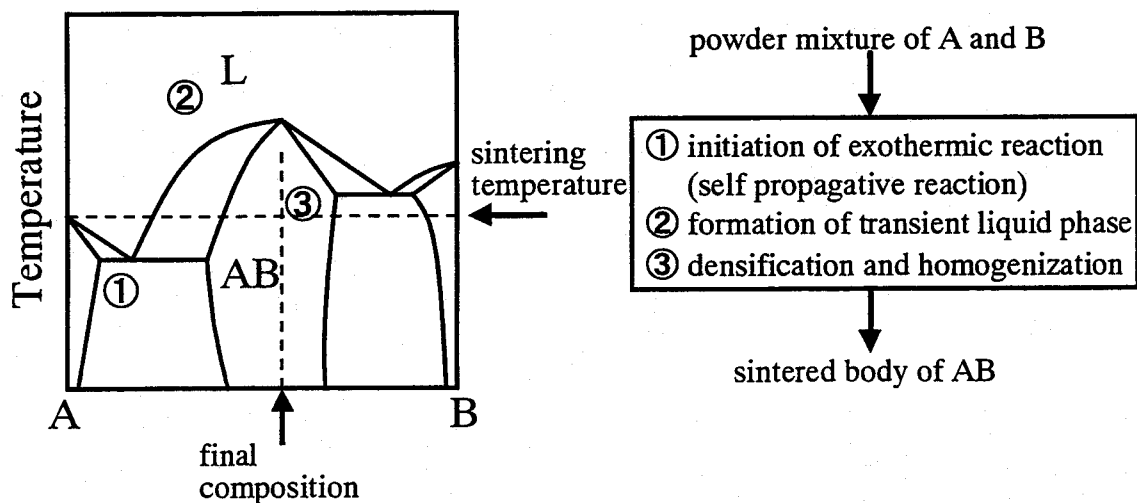 Temperature
L
②
③
AB
①
A
B
sintering
temperature
final
composition
powder mixture of A and B
① initiation of exothermic reaction
(self propagative reaction)
② formation of transient liquid phase
③ densification and homogenization
sintered body of AB